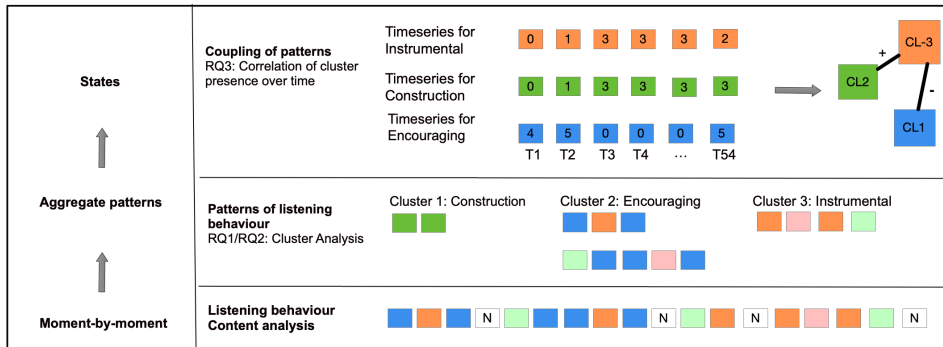 States
Aggregate patterns
Moment-by-moment
Coupling of patterns
RQ3: Correlation of cluster
presence over time
Timeseries for
Instrumental
0 1 3 3 3 2
Timeseries for
Construction
0 1 3 3 3 3
Timeseries for
Encouraging
4 5 0 0 0 5
T1 T2 T3 T4 ... T54
CL-3
+
CL2
-
CL1
Patterns of listening
behaviour
RQ1/RQ2: Cluster Analysis
Cluster 1: Construction
Cluster 2: Encouraging
Cluster 3: Instrumental
Listening behaviour
Content analysis
N N N N